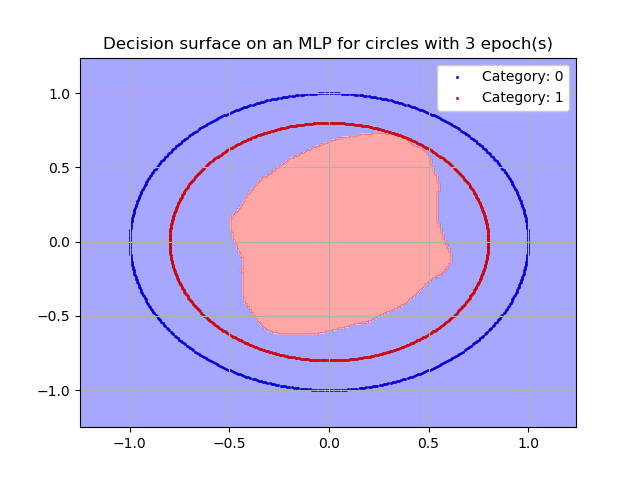 Decision surface on an MLP for circles with 3 epoch(s)
Category: 0
Category: 1
1.0
0.5
0.0
−0.5
−1.0
−1.0 −0.5 0.0 0.5 1.0